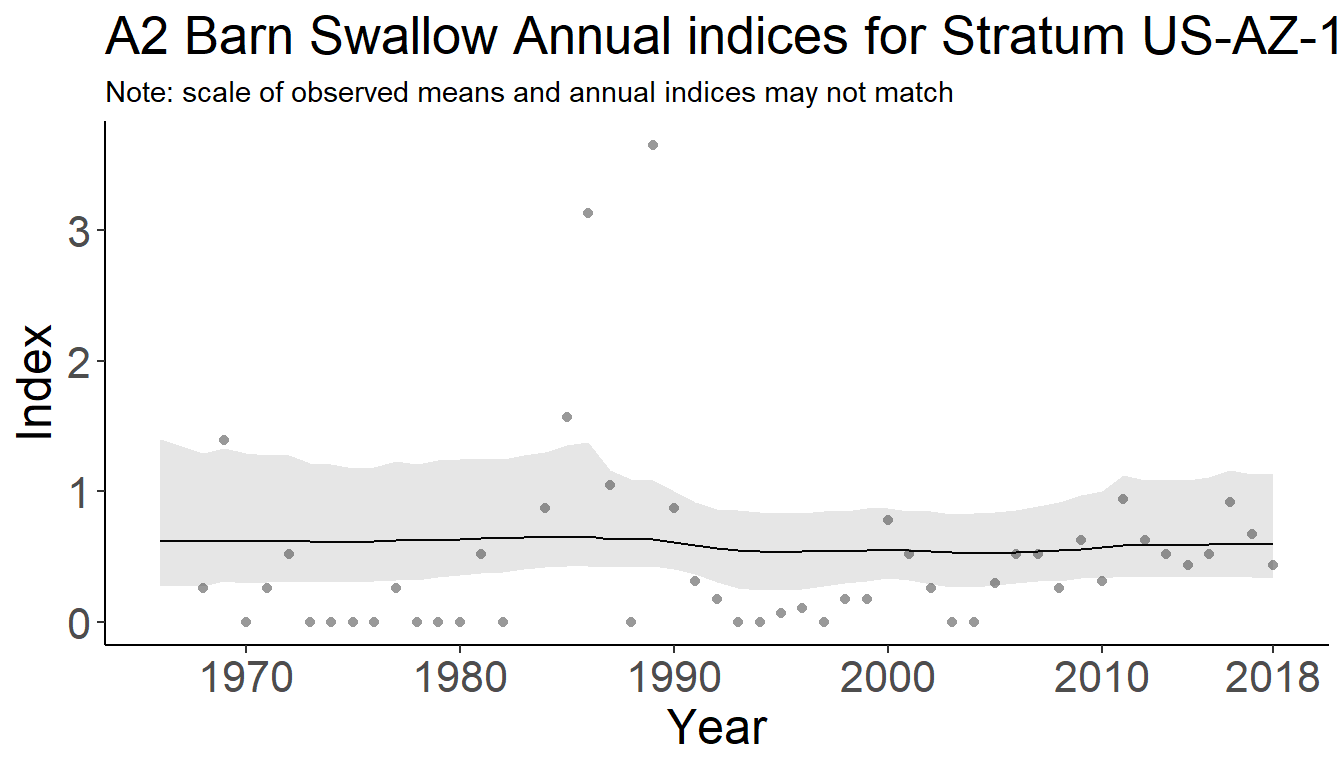 A2 Barn Swallow Annual indices for Stratum US-AZ-1
Note: scale of observed means and annual indices may not match
3
2
1
0
Index
1970 1980 1990 2000 2010 2018
Year